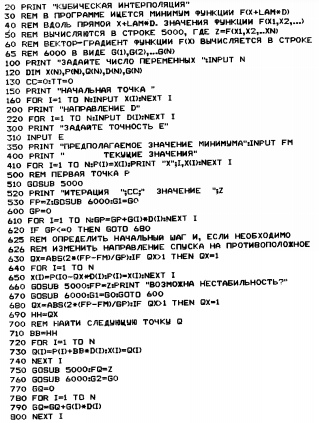 20 PRINT "КУБИЧЕСКАЯ ИНТЕРПОЛЯЦИЯ"
30 REM В ПРОГРАММЕ ИЩЕТСЯ МИНИМУМ ФУНКЦИИ F(X+LAM*D)
40 REM ВДОЛЬ ПРЯМОЙ X+LAM*D. ЗНАЧЕНИЯ ФУНКЦИИ F(X1,X2,...)
50 REM ВЫЧИСЛЯЮТСЯ В СТРОКЕ 5000, ГДЕ Z=F(X1,X2,..XN)
60 REM ВЕКТОР-ГРАДИЕНТ ФУНКЦИИ F(X) ВЫЧИСЛЯЕТСЯ В СТРОКЕ
65 REM 6000 В ВИДЕ G(1),G(2),...G(N)
100 PRINT "ЗАДАЙТЕ ЧИСЛО ПЕРЕМЕННЫХ ";:INPUT N
120 DIM X(N),P(N),Q(N),D(N),G(N)
130 CC=0:TT=0
150 PRINT "НАЧАЛЬНАЯ ТОЧКА "
160 FOR I=1 TO N:INPUT X(I):NEXT I
200 PRINT "НАПРАВЛЕНИЕ D"
220 FOR I=1 TO N:INPUT D(I):NEXT I
300 PRINT "ЗАДАЙТЕ ТОЧНОСТЬ E"
310 INPUT E
350 PRINT "ПРЕДПОЛАГАЕМОЕ ЗНАЧЕНИЕ МИНИМУМА":INPUT FM
400 PRINT " ТЕКУЩИЕ ЗНАЧЕНИЯ"
410 FOR I=1 TO N:P(I)=X(I):PRINT "X";I,X(I):NEXT I
500 REM ПЕРВАЯ ТОЧКА P
510 GOSUB 5000
520 PRINT "ИТЕРАЦИЯ ";CC;" ЗНАЧЕНИЕ ";Z
530 FP=Z:GOSUB 6000:G1=G0
600 GP=0
610 FOR I=1 TO N:GP=GP+G(I)*D(I):NEXT I
620 IF GP<=0 THEN GOTO 680
625 REM ОПРЕДЕЛИТЬ НАЧАЛЬНЫЙ ШАГ И, ЕСЛИ НЕОБХОДИМО
626 REM ИЗМЕНИТЬ НАПРАВЛЕНИЕ СПУСКА НА ПРОТИВОПОЛОЖНОЕ
630 QX=ABS(2*(FP-FM)/GP):IF QX>1 THEN QX=1
640 FOR I=1 TO N
650 X(I)=P(I)-QX*D(I):P(I)=X(I):NEXT I
660 GOSUB 5000:FP=Z:PRINT "ВОЗМОЖНА НЕСТАБИЛЬНОСТЬ?"
670 GOSUB 6000:G1=G0:GOTO 600
680 QX=ABS(2*(FP-FM)/GP):IF QX>1 THEN QX=1
690 HH=QX
700 REM НАЙТИ СЛЕДУЮЩУЮ ТОЧКУ Q
710 BB=HH
720 FOR I=1 TO N
730 Q(I)=P(I)+BB*D(I):X(I)=Q(I)
740 NEXT I
750 GOSUB 5000:FQ=Z
760 GOSUB 6000:G2=G0
770 GQ=0
780 FOR I=1 TO N
790 GQ=GQ+G(I)*D(I)
800 NEXT I